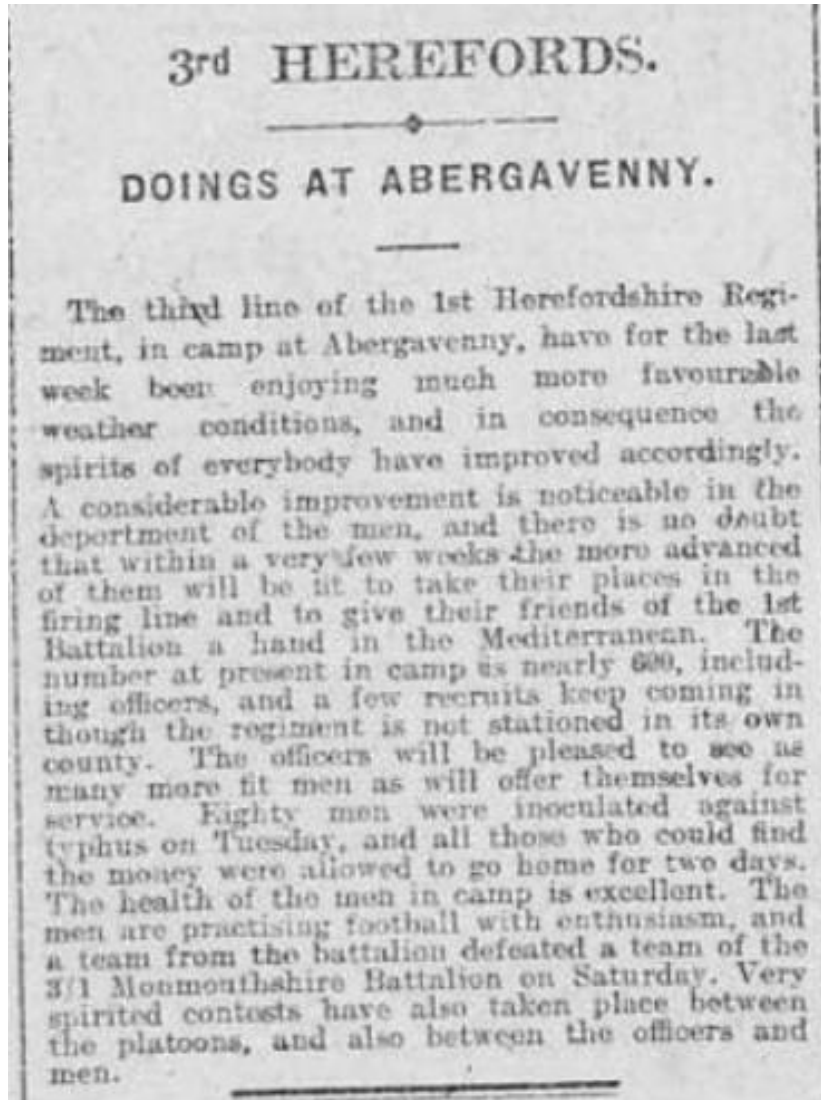 3rd HEREFORDS.
DOINGS AT ABERGAVENNY.
The third line of the 1st Herefordshire Regi-
ment, in camp at Abergavenny, have for the last
week been enjoying much more favourable
weather conditions, and in consequence the
spirits of everybody have improved accordingly.
A considerable improvement is noticeable in the
deportment of the men, and there is no doubt
that within a very few weeks the more advanced
of them will be fit to take their places in the
firing line and to give their friends of the 1st
Battalion a hand in the Mediterranean. The
number at present in camp is nearly 600, includ-
ing officers, and a few recruits keep coming in
though the regiment is not stationed in its own
county. The officers will be pleased to see as
many more fit men as will offer themselves for
service. Eighty men were inoculated against
typhus on Tuesday, and all those who could find
the money were allowed to go home for two days.
The health of the men in camp is excellent. The
men are practising football with enthusiasm, and
a team from the battalion defeated a team of the
3/1 Monmouthshire Battalion on Saturday. Very
spirited contests have also taken place between
the platoons, and also between the officers and
men.